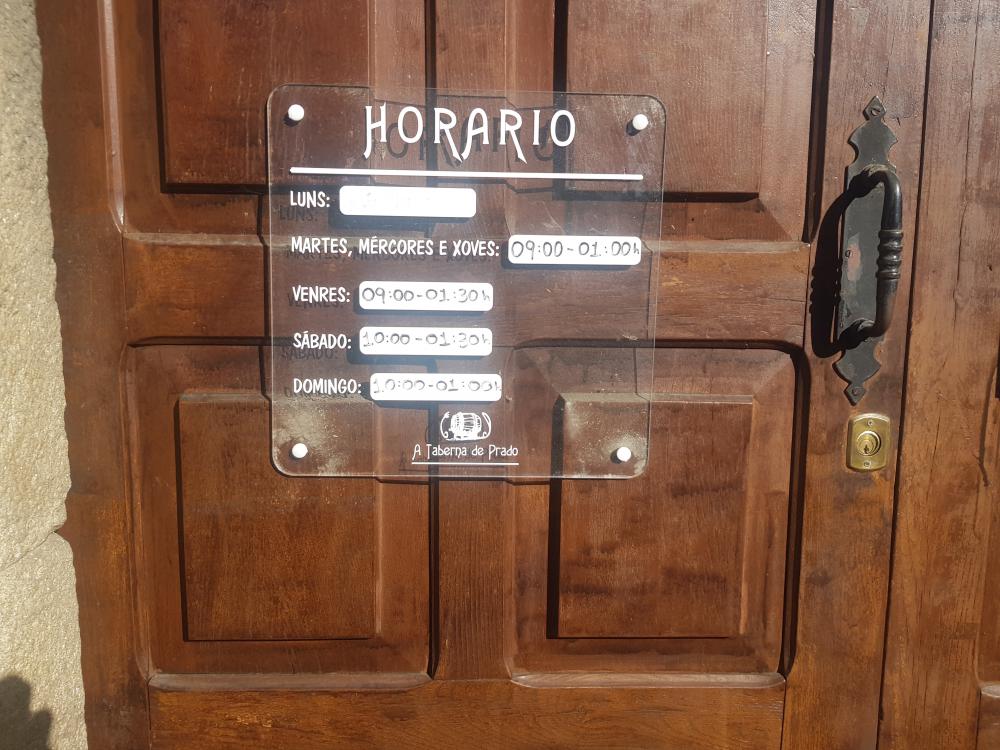 HORARIO
LUNS:
MARTES, MÉRCORES E XOVES: 09:00-01:00h
VENRES: 09:00-01:30h
SÁBADO: 10:00-01:30h
DOMINGO: 10:00-01:00h
A Taberna de Prado